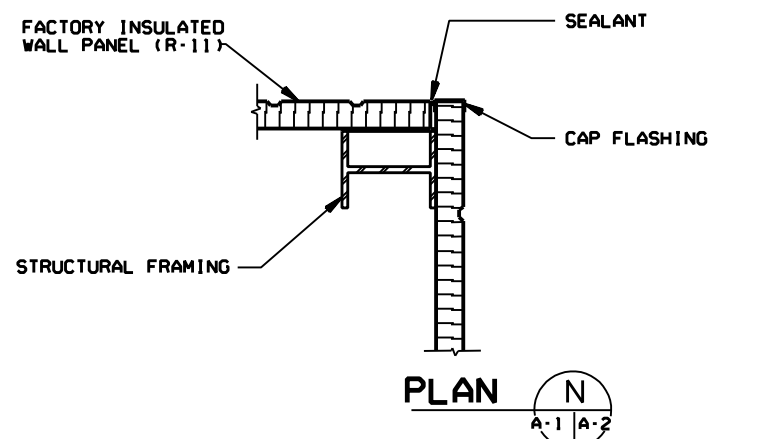 FACTORY INSULATED
WALL PANEL (R-11)
SEALANT
CAP FLASHING
STRUCTURAL FRAMING
PLAN
N
A-1 A-2